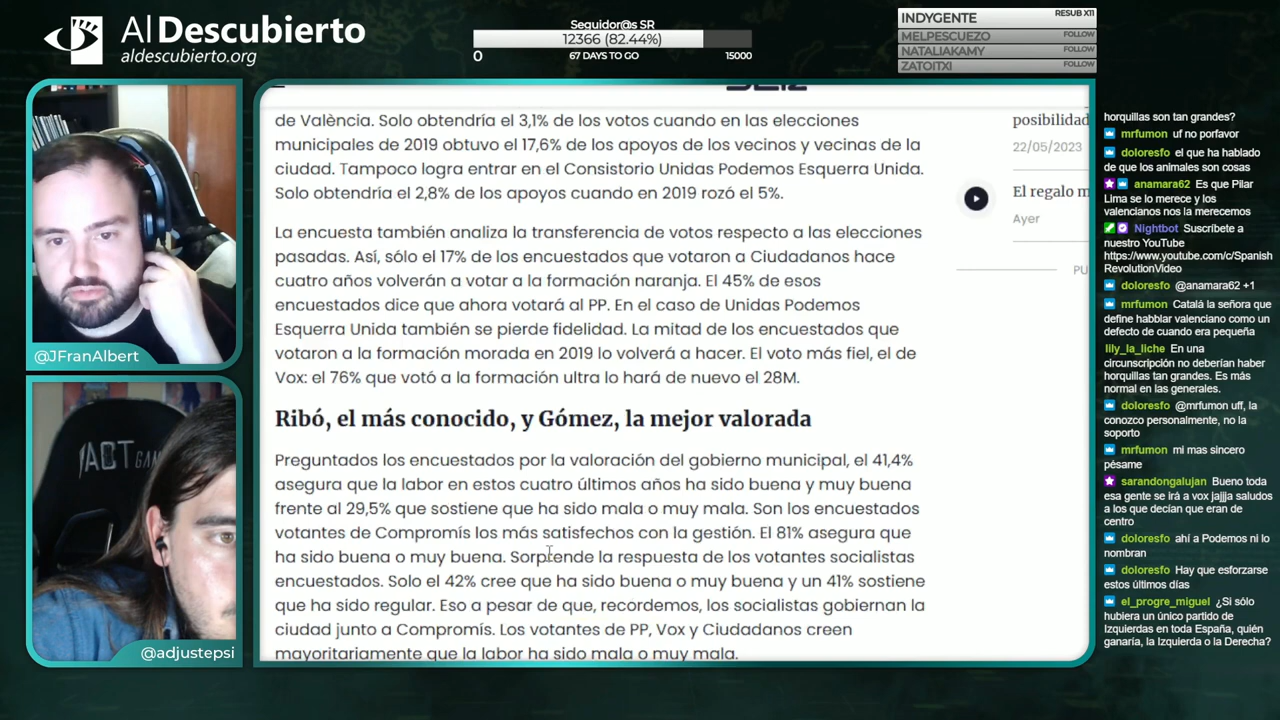 Al Descubierto
aldescubierto.org
Seguidor@s SR
12366 (82.44%)
0
67 DAYS TO GO
15000
INDYGENTE
RESUB X11
MELPESCUEZO
FOLLOW
NATALIAKAMY
FOLLOW
ZATOITXI
FOLLOW
de València. Solo obtendría el 3,1% de los votos cuando en las elecciones
municipales de 2019 obtuvo el 17,6% de los apoyos de los vecinos y vecinas de la
ciudad. Tampoco logra entrar en el Consistorio Unidas Podemos Esquerra Unida.
Solo obtendría el 2,8% de los apoyos cuando en 2019 rozó el 5%.
La encuesta también analiza la transferencia de votos respecto a las elecciones
pasadas. Así, sólo el 17% de los encuestados que votaron a Ciudadanos hace
cuatro años volverán a votar a la formación naranja. El 45% de esos
encuestados dice que ahora votará al PP. En el caso de Unidas Podemos
Esquerra Unida también se pierde fidelidad. La mitad de los encuestados que
votaron a la formación morada en 2019 lo volverá a hacer. El voto más fiel, el de
Vox: el 76% que votó a la formación ultra lo hará de nuevo el 28M.
Ribó, el más conocido, y Gómez, la mejor valorada
Preguntados los encuestados por la valoración del gobierno municipal, el 41,4%
asegura que la labor en estos cuatro últimos años ha sido buena y muy buena
frente al 29,5% que sostiene que ha sido mala o muy mala. Son los encuestados
votantes de Compromís los más satisfechos con la gestión. El 81% asegura que
ha sido buena o muy buena. Sorprende la respuesta de los votantes socialistas
encuestados. Solo el 42% cree que ha sido buena o muy buena y un 41% sostiene
que ha sido regular. Eso a pesar de que, recordemos, los socialistas gobiernan la
ciudad junto a Compromís. Los votantes de PP, Vox y Ciudadanos creen
mayoritariamente que la labor ha sido mala o muy mala.
posibilidad
22/05/2023
El regalo m
Ayer
PU
@JFranAlbert
@adjustepsi
horquillas son tan grandes?
mrfumon uf no porfavor
doloresfo el que ha hablado
de que los animales son cosas
anamara62 Es que Pilar
Lima se lo merece y los
valencianos nos la merecemos
Nightbot Suscríbete a
nuestro YouTube
https://www.youtube.com/c/Spanish
RevolutionVideo
doloresfo @anamara62 +1
mrfumon Catalá la señora que
define habblar valenciano como un
defecto de cuando era pequeña
lily_la_liche En una
circunscripción no deberían haber
horquillas tan grandes. Es más
normal en las generales.
doloresfo @mrfumon uff, la
conozco personalmente, no la
soporto
mrfumon mi mas sincero
pésame
sarandongalujan Bueno toda
esa gente se irá a vox jajjja saludos
a los que decían que eran de
centro
doloresfo ahí a Podemos ni lo
nombran
doloresfo Hay que esforzarse
estos últimos días
el_progre_miguel ¿Si sólo
hubiera un único partido de
Izquierdas en toda España, quién
ganaría, la Izquierda o la Derecha?